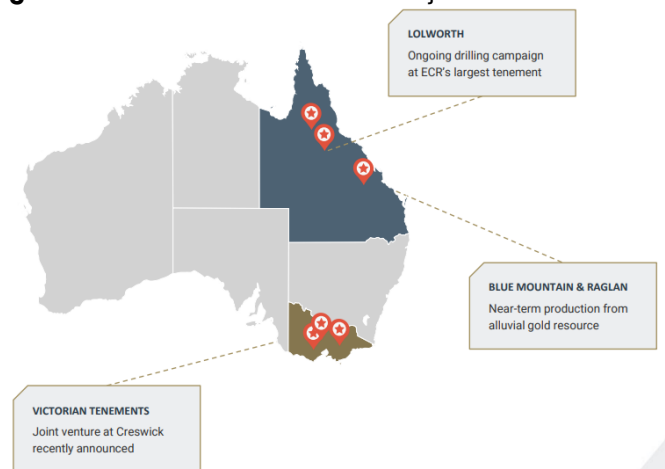 LOLWORTH
Ongoing drilling campaign
at ECR's largest tenement
BLUE MOUNTAIN & RAGLAN
Near-term production from
alluvial gold resource
VICTORIAN TENEMENTS
Joint venture at Creswick
recently announced